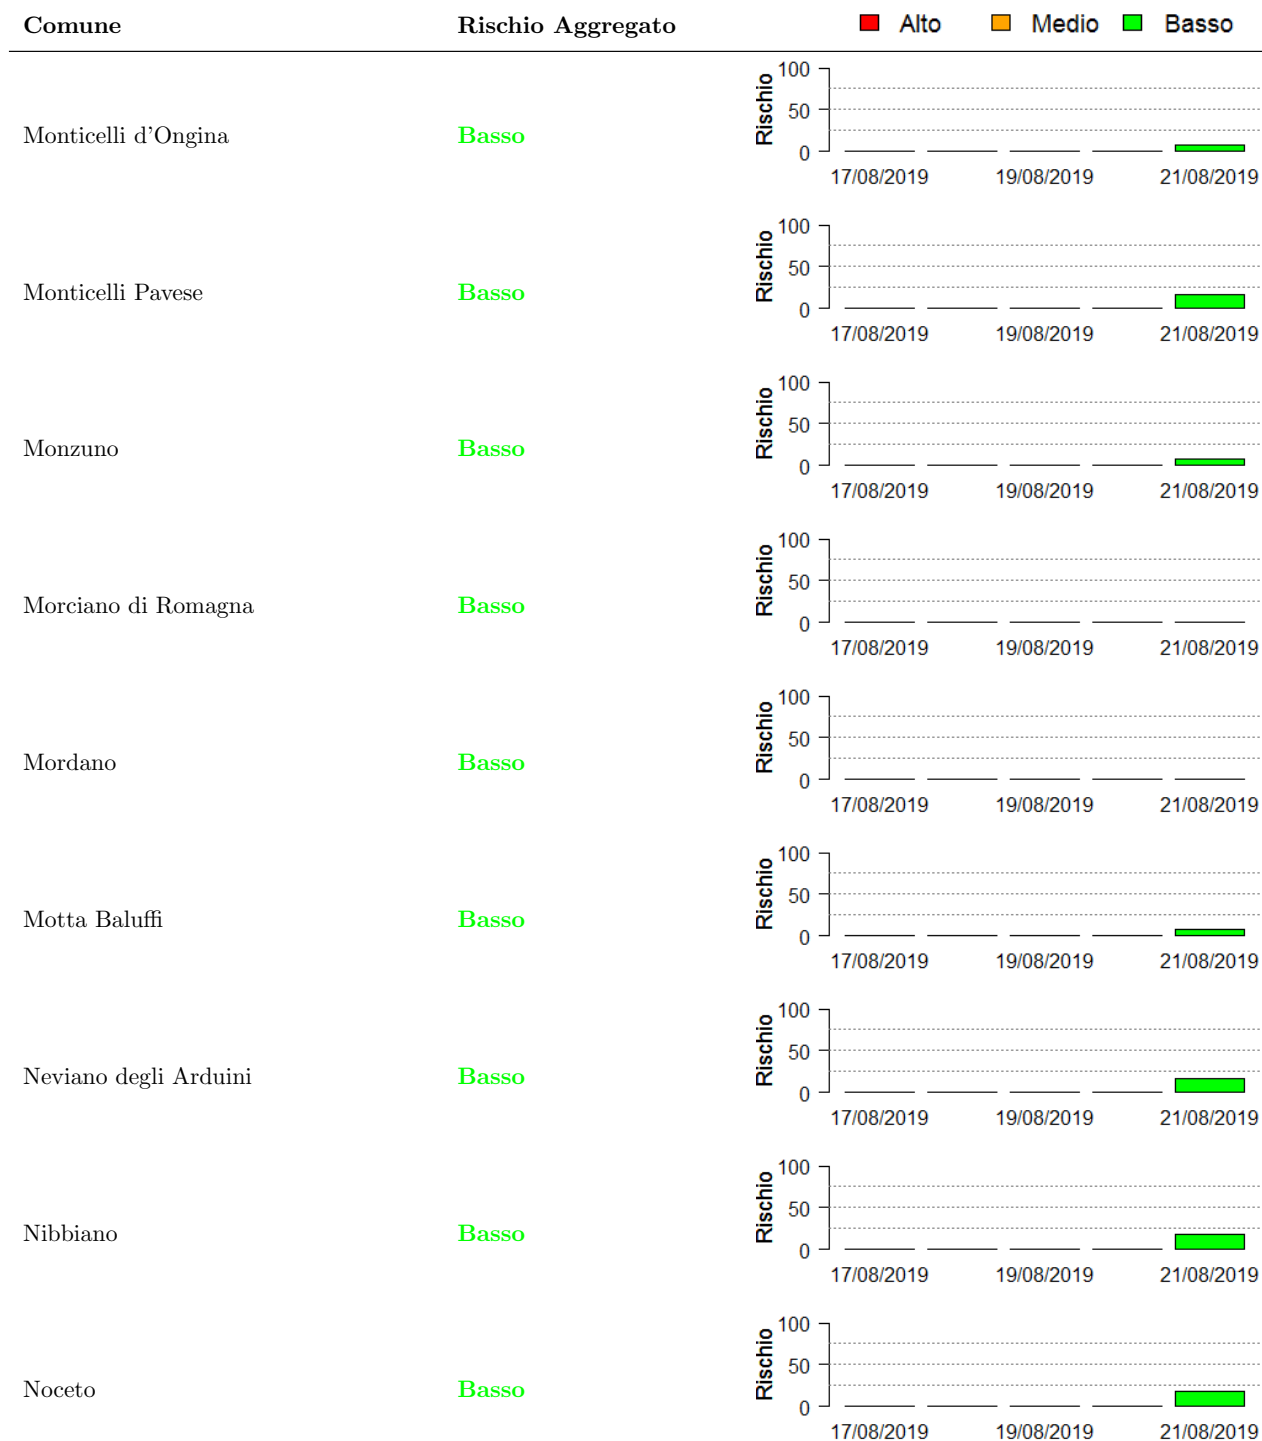 Comune Rischio Aggregato Alto Medio Basso
100
50
0
Rischio
Monticelli d'Ongina Basso
17/08/2019 19/08/2019 21/08/2019
100
50
0
Rischio
Monticelli Pavese Basso
17/08/2019 19/08/2019 21/08/2019
100
50
0
Rischio
Monzuno Basso
17/08/2019 19/08/2019 21/08/2019
100
50
0
Rischio
Morciano di Romagna Basso
17/08/2019 19/08/2019 21/08/2019
100
50
0
Rischio
Mordano Basso
17/08/2019 19/08/2019 21/08/2019
100
50
0
Rischio
Motta Baluffi Basso
17/08/2019 19/08/2019 21/08/2019
100
50
0
Rischio
Neviano degli Arduini Basso
17/08/2019 19/08/2019 21/08/2019
100
50
0
Rischio
Nibbiano Basso
17/08/2019 19/08/2019 21/08/2019
100
50
0
Rischio
Noceto Basso
17/08/2019 19/08/2019 21/08/2019